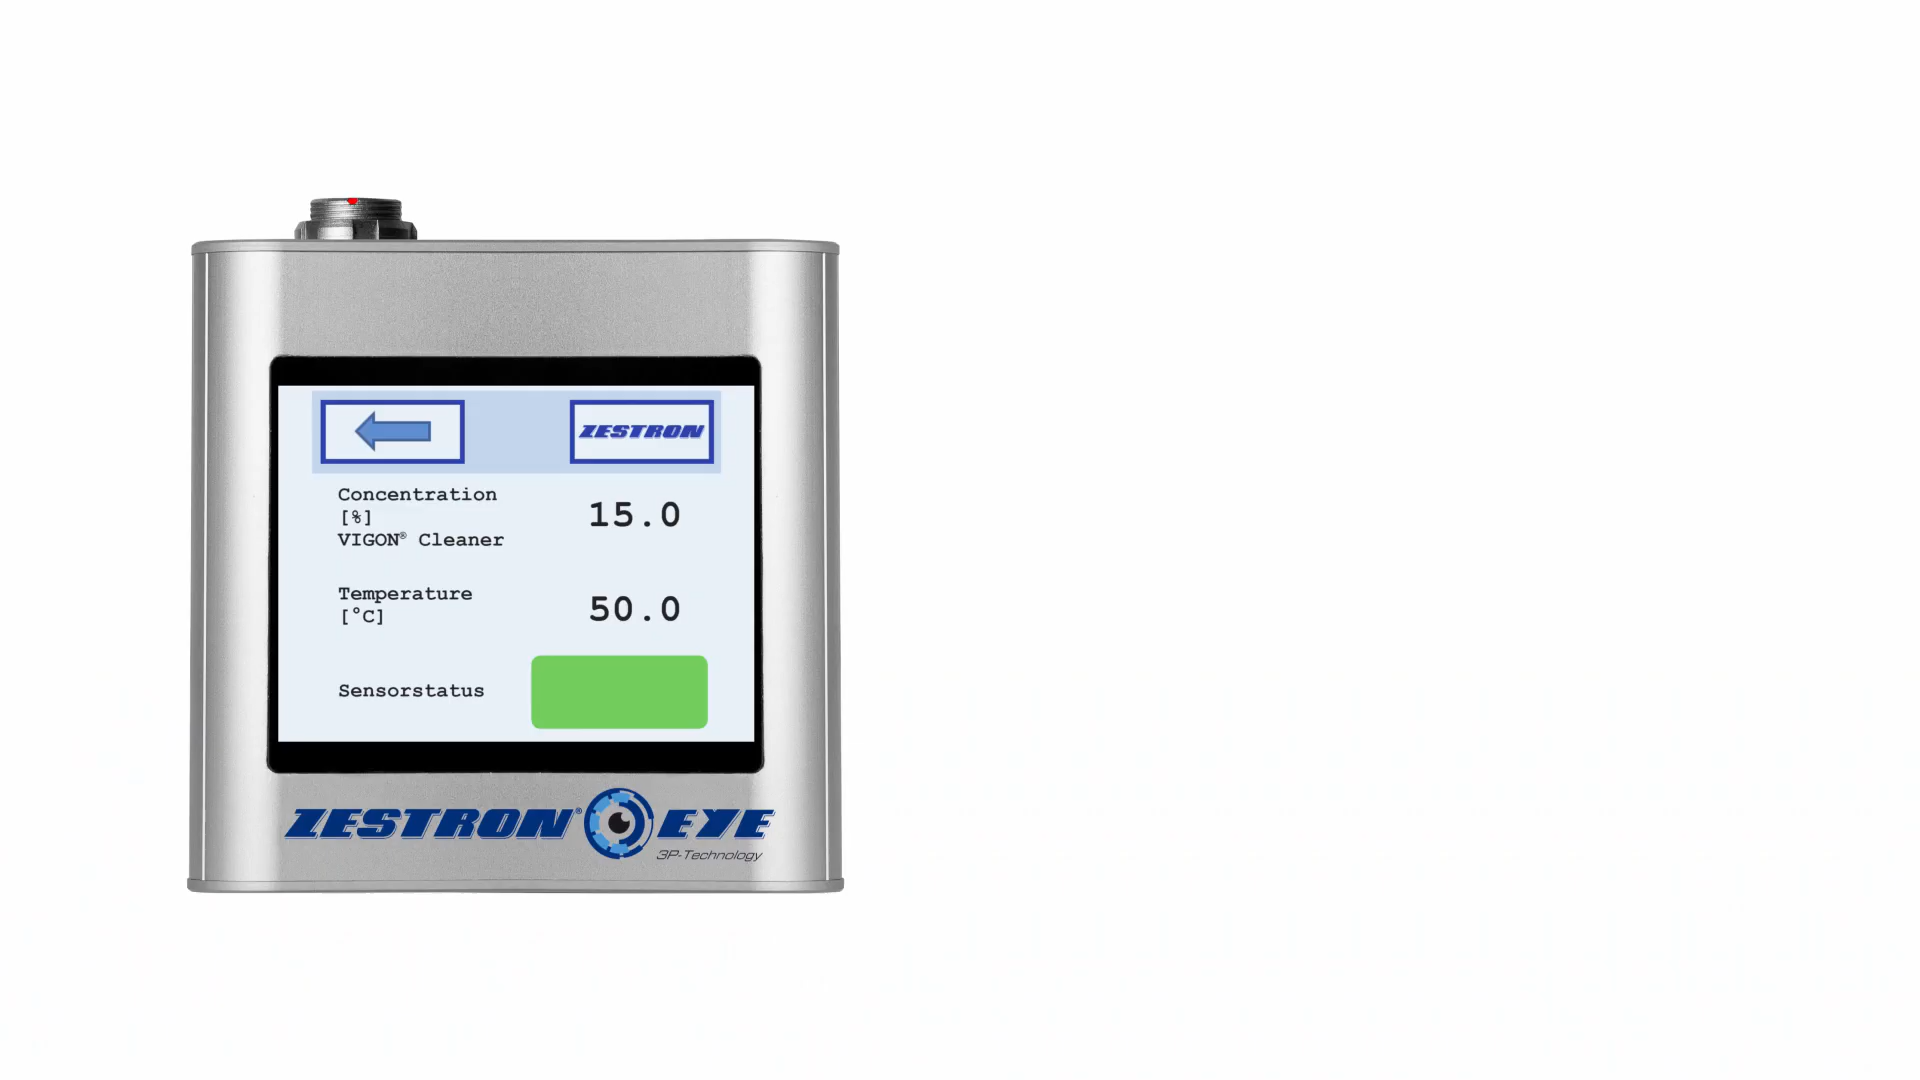 ZESTRON
Concentration
[%]
VIGON® Cleaner
15.0
Temperature
[°C]
50.0
Sensorstatus
ZESTRON® EYE
3P-Technology